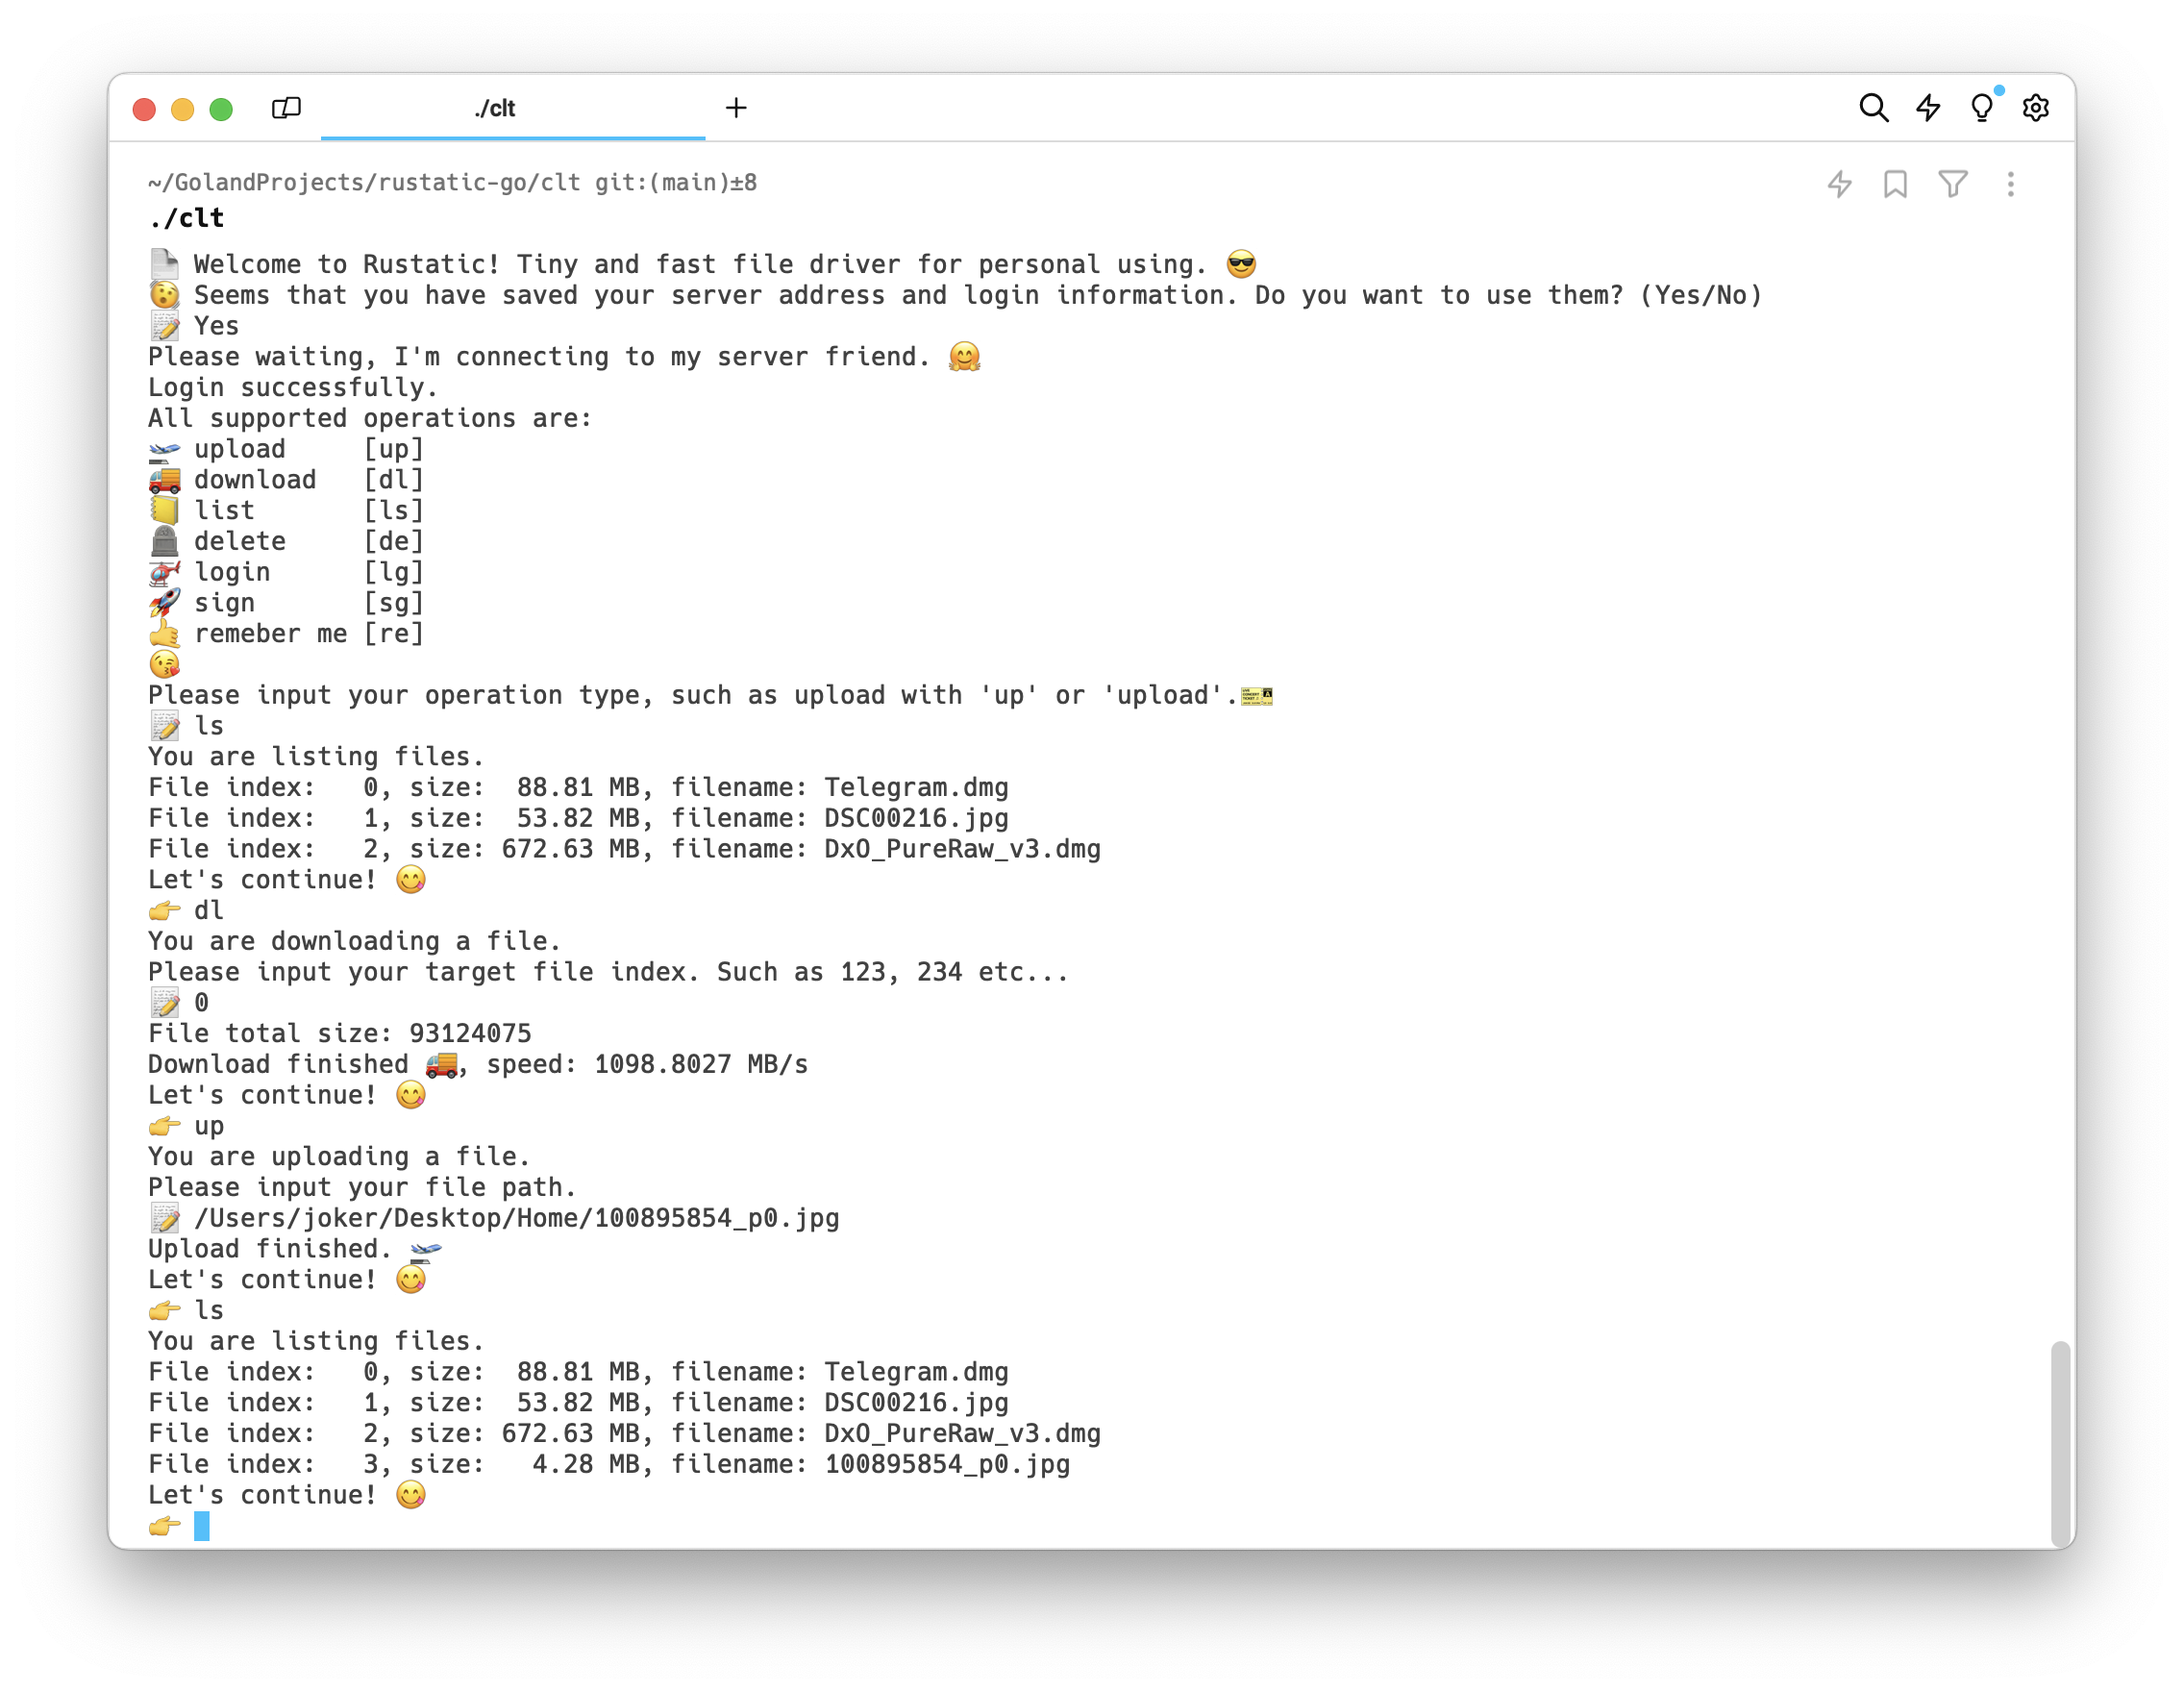 ./clt
~/GolandProjects/rustatic-go/clt git:(main)±8
./clt
📄 Welcome to Rustatic! Tiny and fast file driver for personal using. 😎
😯 Seems that you have saved your server address and login information. Do you want to use them? (Yes/No)
📝 Yes
Please waiting, I'm connecting to my server friend. 🤗
Login successfully.
All supported operations are:
🛫 upload     [up]
🚚 download   [dl]
📒 list       [ls]
🪦 delete     [de]
🚁 login      [lg]
🚀 sign       [sg]
🤙 remeber me [re]
😘
Please input your operation type, such as upload with 'up' or 'upload'.🎫
📝 ls
You are listing files.
File index:   0, size:  88.81 MB, filename: Telegram.dmg
File index:   1, size:  53.82 MB, filename: DSC00216.jpg
File index:   2, size: 672.63 MB, filename: DxO_PureRaw_v3.dmg
Let's continue! 😋
👉 dl
You are downloading a file.
Please input your target file index. Such as 123, 234 etc...
📝 0
File total size: 93124075
Download finished 🚚, speed: 1098.8027 MB/s
Let's continue! 😋
👉 up
You are uploading a file.
Please input your file path.
📝 /Users/joker/Desktop/Home/100895854_p0.jpg
Upload finished. 🛫
Let's continue! 😋
👉 ls
You are listing files.
File index:   0, size:  88.81 MB, filename: Telegram.dmg
File index:   1, size:  53.82 MB, filename: DSC00216.jpg
File index:   2, size: 672.63 MB, filename: DxO_PureRaw_v3.dmg
File index:   3, size:   4.28 MB, filename: 100895854_p0.jpg
Let's continue! 😋
👉